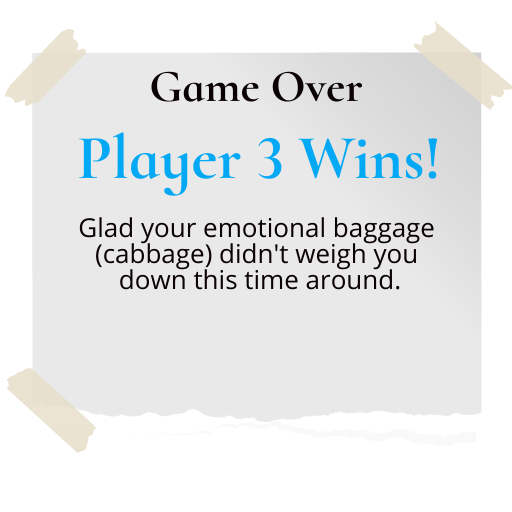 Game Over
Player 3 Wins!
Glad your emotional baggage
(cabbage) didn't weigh you
down this time around.